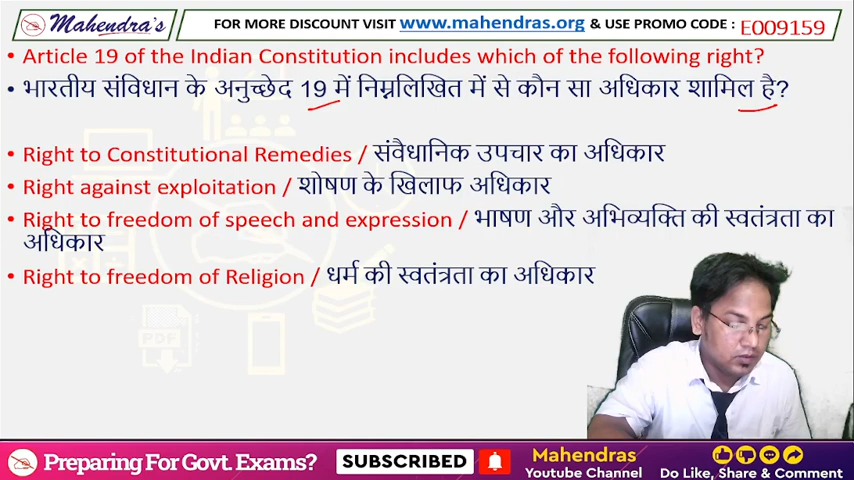 Mahendra's
FOR MORE DISCOUNT VISIT www.mahendras.org & USE PROMO CODE : E009159
• Article 19 of the Indian Constitution includes which of the following right?
• भारतीय संविधान के अनुच्छेद 19 में निम्नलिखित में से कौन सा अधिकार शामिल है?
• Right to Constitutional Remedies / संवैधानिक उपचार का अधिकार
• Right against exploitation / शोषण के खिलाफ अधिकार
• Right to freedom of speech and expression / भाषण और अभिव्यक्ति की स्वतंत्रता का
अधिकार
• Right to freedom of Religion / धर्म की स्वतंत्रता का अधिकार
PDF
Preparing For Govt. Exams?
SUBSCRIBED
Mahendras
YouTube Channel
Do Like, Share & Comment